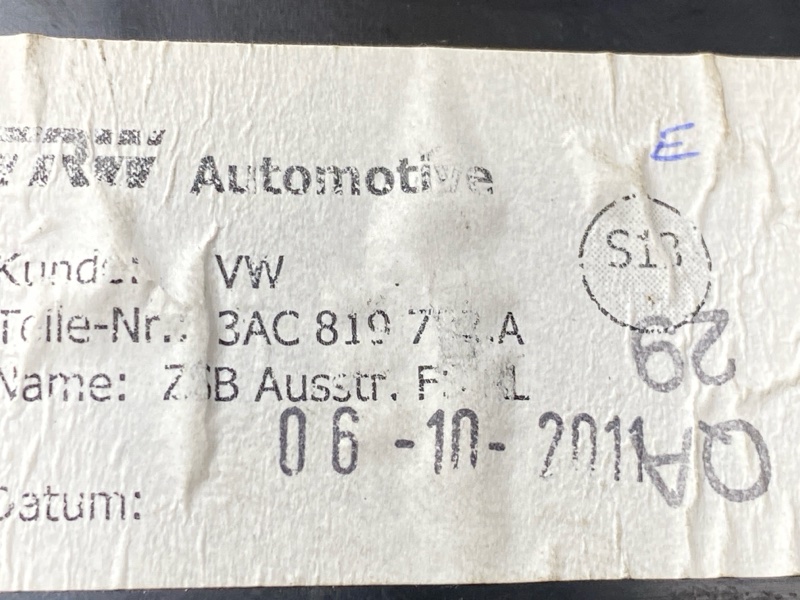 TRW Automotive
E
S13
Kunde: VW
Teile-Nr.: 3AC 819 A
Name: ZSB Ausstr.
29
06 -10- 2011
QA
Datum: